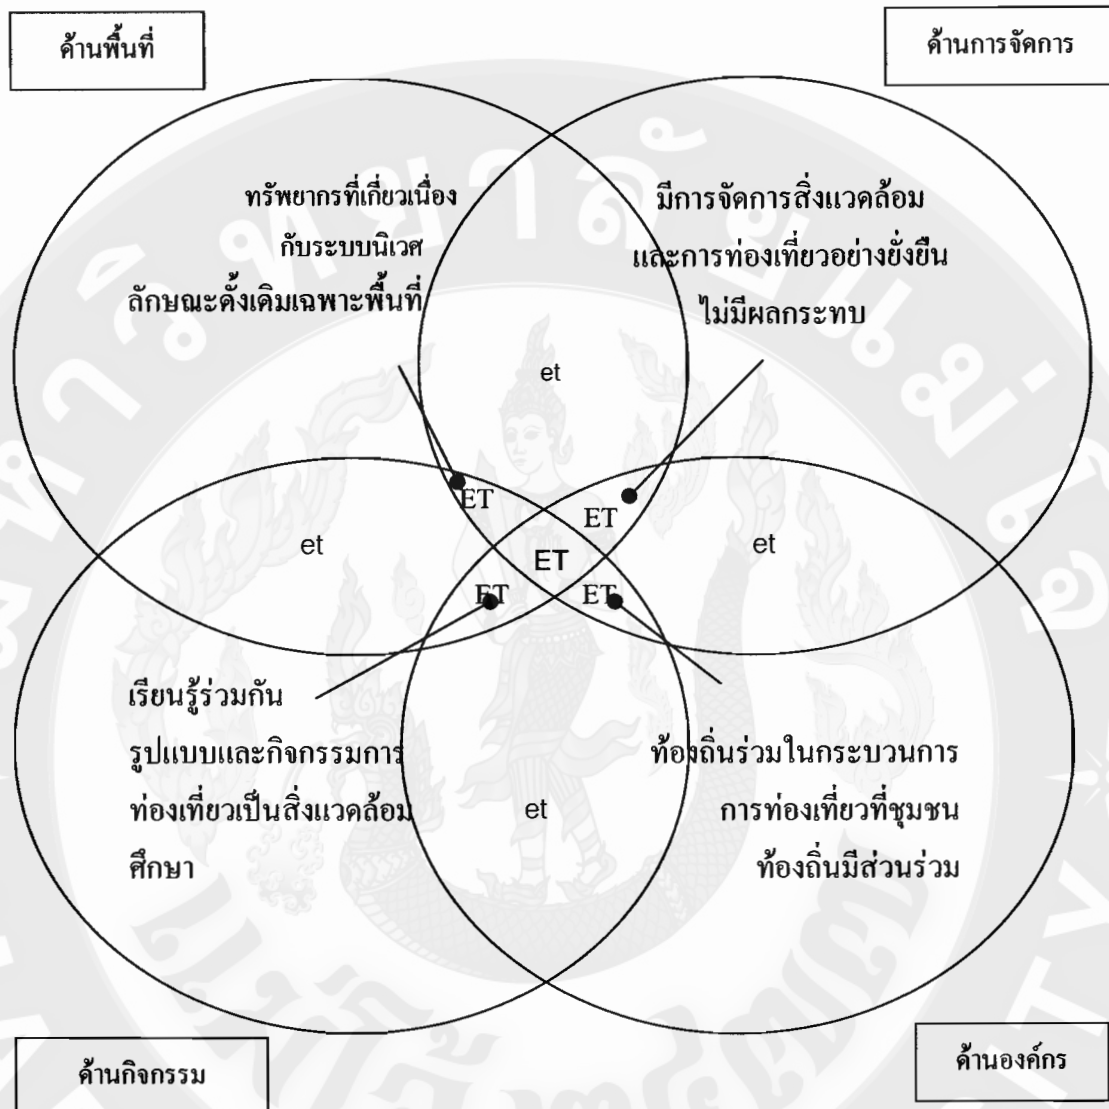 ด้านพื้นที่
ด้านการจัดการ
ทรัพยากรที่เกี่ยวเนื่อง
กับระบบนิเวศ
ลักษณะดั้งเดิมเฉพาะพื้นที่
มีการจัดการสิ่งแวดล้อม
และการท่องเที่ยวอย่างยั่งยืน
ไม่มีผลกระทบ
et
ET
ET
et
ET
et
ET
ET
เรียนรู้ร่วมกัน
รูปแบบและกิจกรรมการ
ท่องเที่ยวเป็นสิ่งแวดล้อม
ศึกษา
et
ท้องถิ่นร่วมในกระบวนการ
การท่องเที่ยวที่ชุมชน
ท้องถิ่นมีส่วนร่วม
ด้านกิจกรรม
ด้านองค์กร